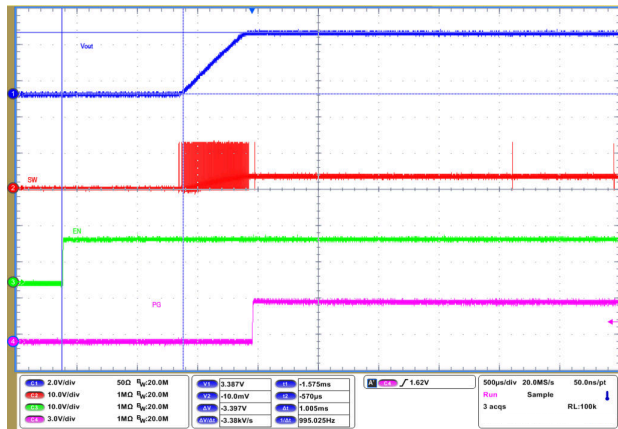 Vout
1
SW
2
EN
3
PG
4
C1 2.0V/div 50Ω BW:20.0M
C2 10.0V/div 1MΩ BW:20.0M
C3 10.0V/div 1MΩ BW:20.0M
C4 3.0V/div 1MΩ BW:20.0M
V1 3.387V t1 -1.575ms
V2 -10.0mV t2 -570µs
ΔV -3.397V Δt 1.005ms
ΔV/Δt -3.38kV/s 1/Δt 995.025Hz
A' C4 1.62V
500µs/div 20.0MS/s 50.0ns/pt
Run Sample
3 acqs RL:100k